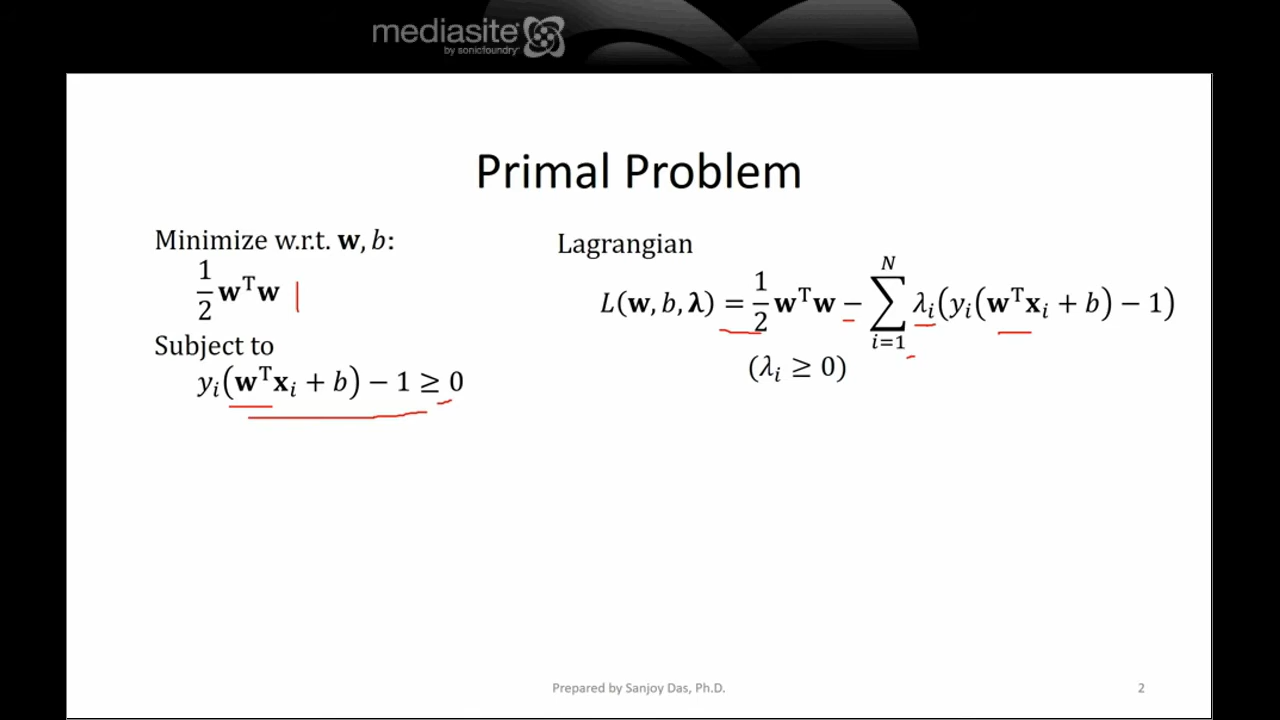 mediasite
by sonicfoundry
Primal Problem
Minimize w.r.t. w, b:
1/2 wᵀw
Subject to
yᵢ(wᵀxᵢ + b) − 1 ≥ 0
Lagrangian
L(w, b, λ) = 1/2 wᵀw − ∑ᵢ₌₁ᴺ λᵢ(yᵢ(wᵀxᵢ + b) − 1)
(λᵢ ≥ 0)
Prepared by Sanjoy Das, Ph.D.
2